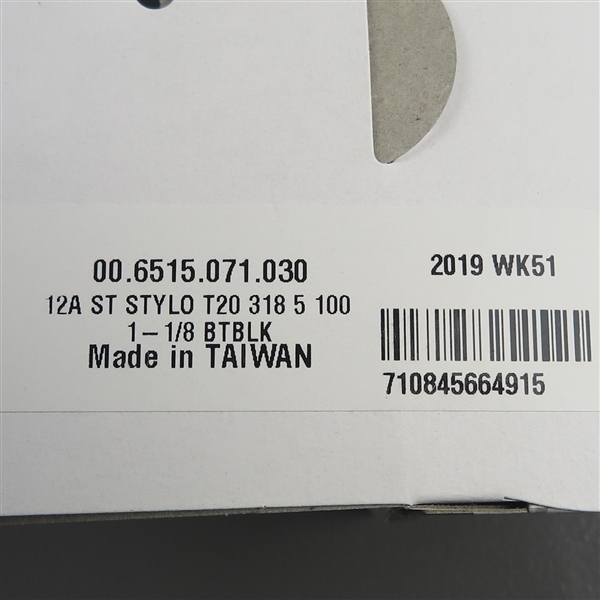 00.6515.071.030
12A ST STYLO T20 318 5 100
1-1/8 BTBLK
Made in TAIWAN
2019 WK51
710845664915